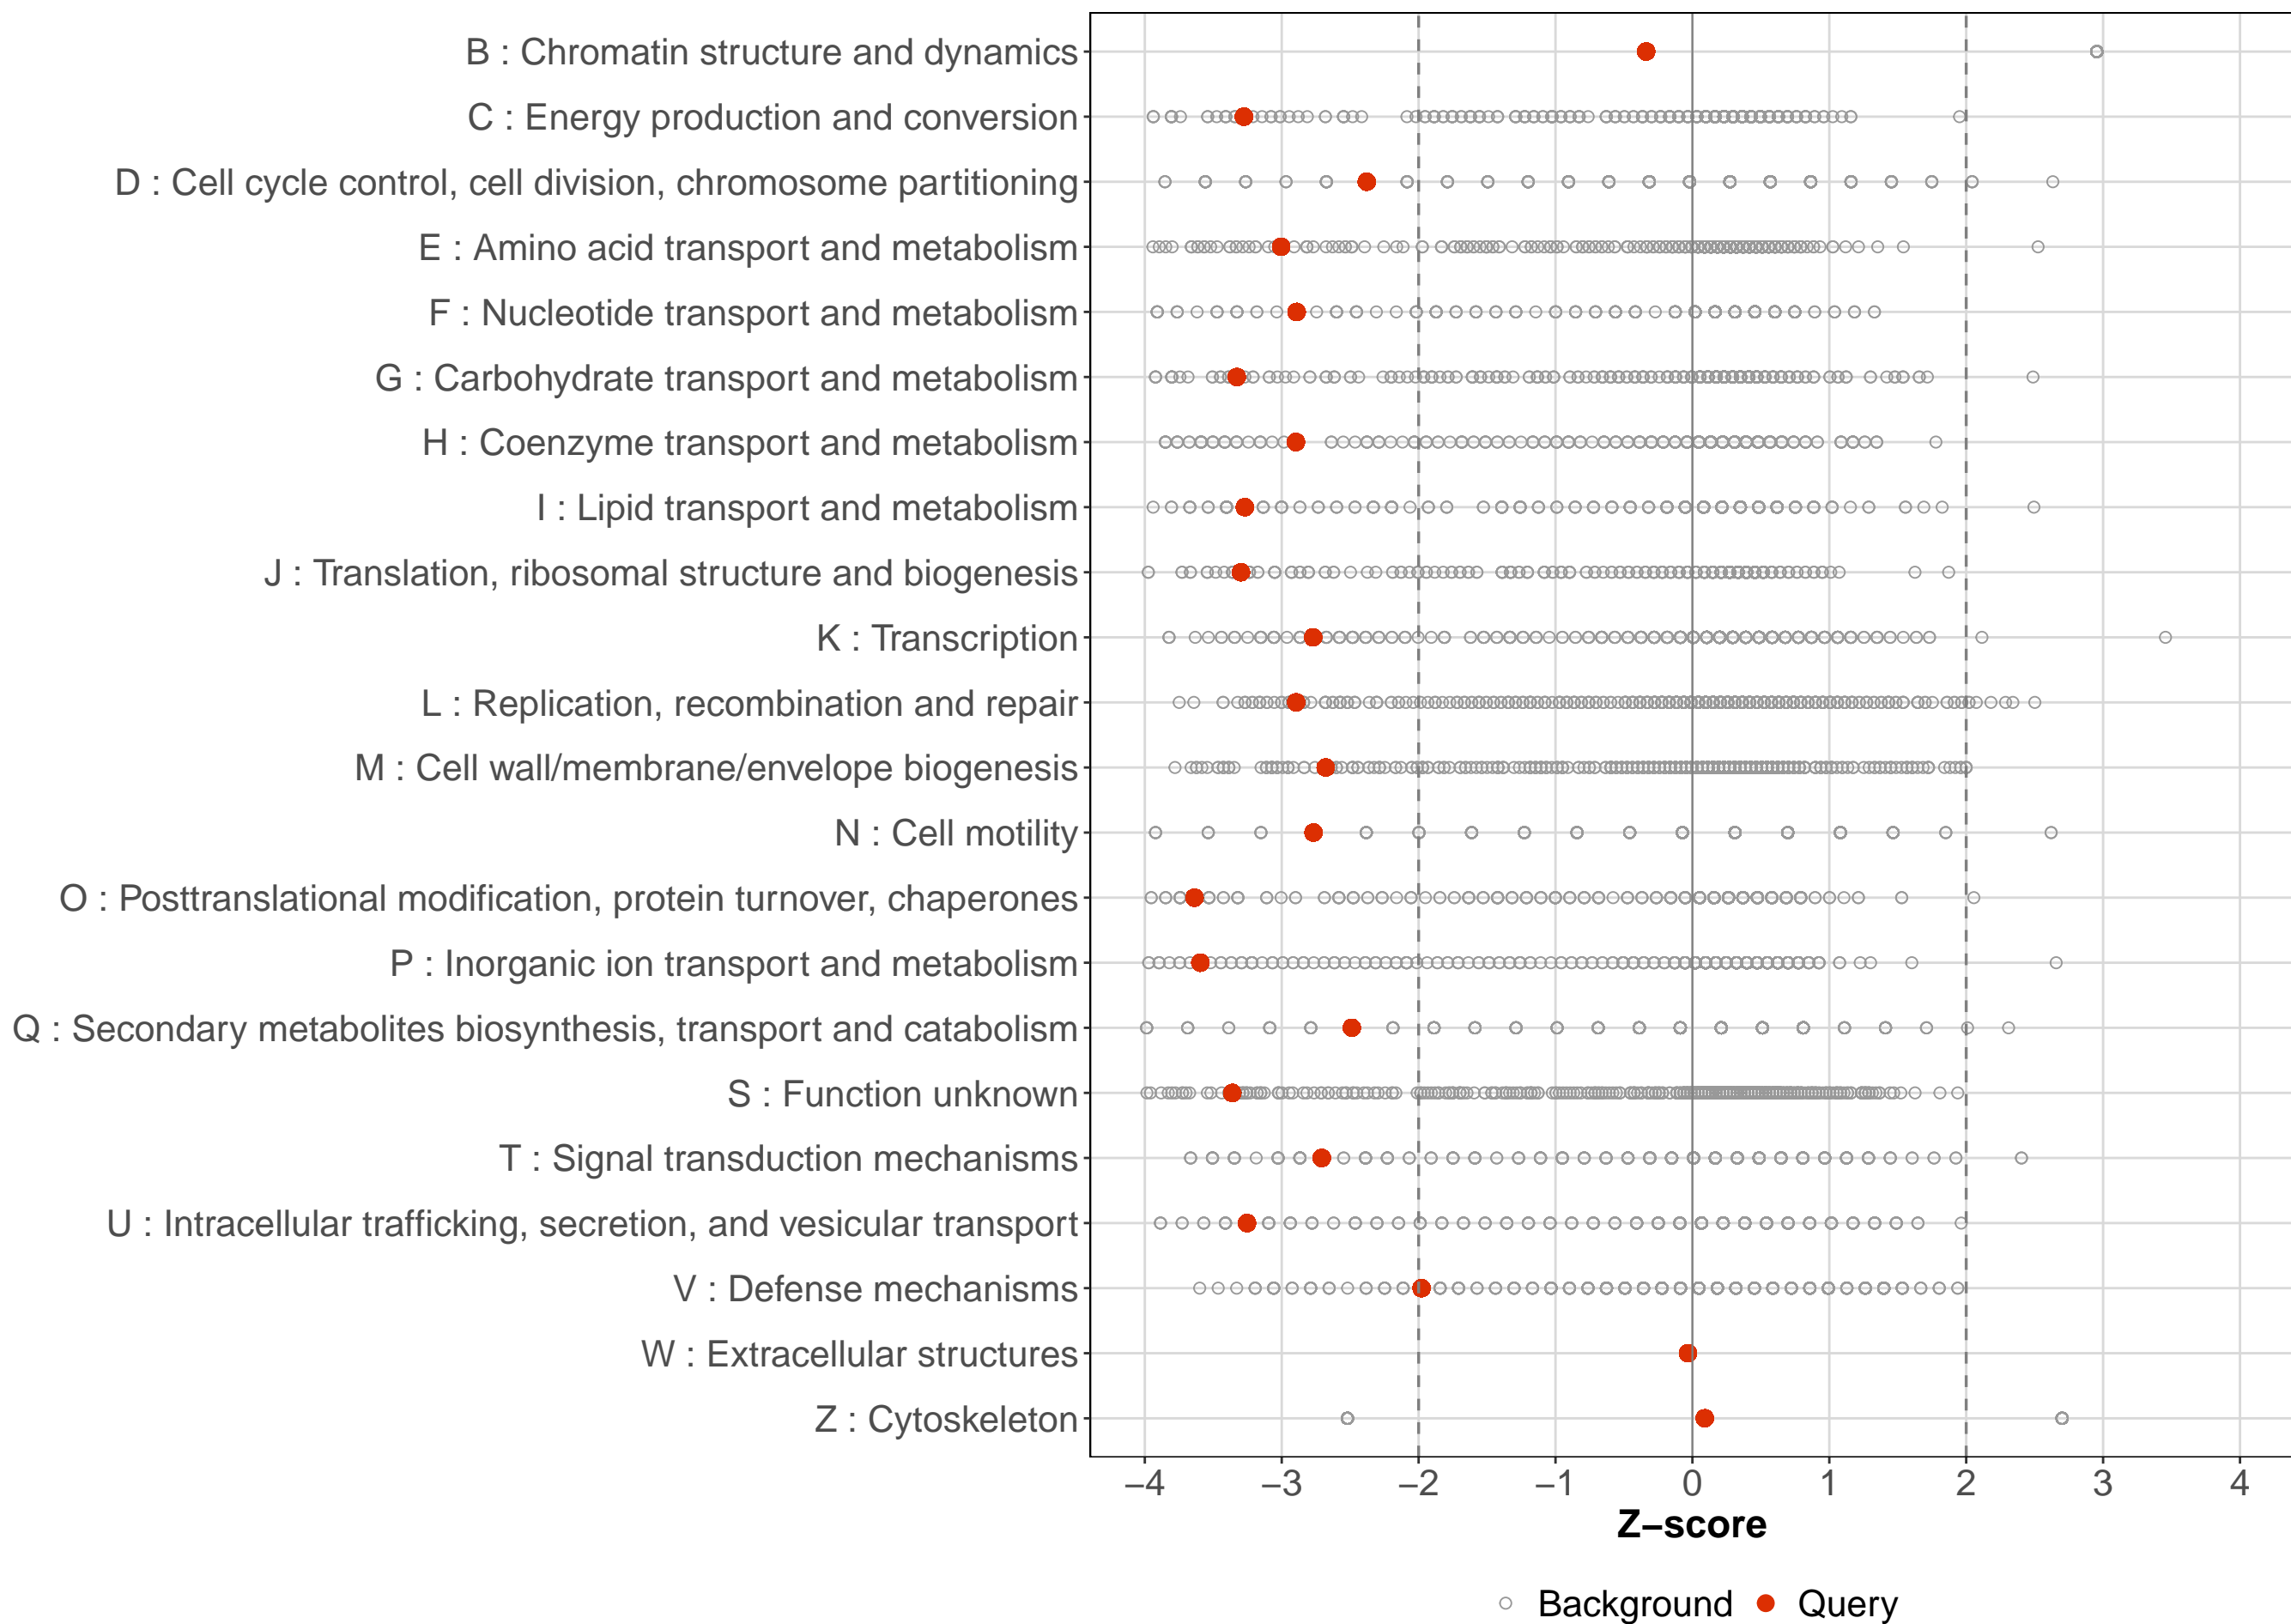 B : Chromatin structure and dynamics
C : Energy production and conversion
D : Cell cycle control, cell division, chromosome partitioning
E : Amino acid transport and metabolism
F : Nucleotide transport and metabolism
G : Carbohydrate transport and metabolism
H : Coenzyme transport and metabolism
I : Lipid transport and metabolism
J : Translation, ribosomal structure and biogenesis
K : Transcription
L : Replication, recombination and repair
M : Cell wall/membrane/envelope biogenesis
N : Cell motility
O : Posttranslational modification, protein turnover, chaperones
P : Inorganic ion transport and metabolism
Q : Secondary metabolites biosynthesis, transport and catabolism
S : Function unknown
T : Signal transduction mechanisms
U : Intracellular trafficking, secretion, and vesicular transport
V : Defense mechanisms
W : Extracellular structures
Z : Cytoskeleton
−4 −3 −2 −1 0 1 2 3 4
Z−score
Background Query